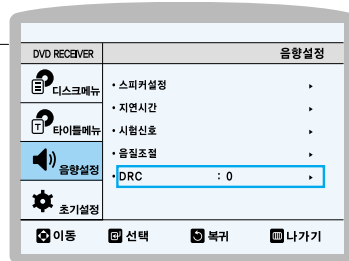 DVD RECEIVER 음향설정
디스크메뉴
타이틀메뉴
음향설정
초기설정
• 스피커설정
• 지연시간
• 시험신호
• 음질조절
• DRC : 0
이동 선택 복귀 나가기